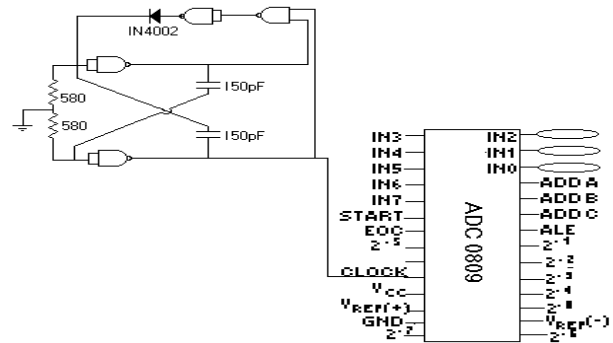 IN4002
580
150pF
580
150pF
IN3 IN2
IN4 IN1
IN5 IN0
IN6 ADD A
IN7 ADD B
START ADD C
EOC ALE
2-5 2-1
2-2
CLOCK 2-3
VCC 2-4
VREF(+) 2-8
GND VREF(-)
2-7 2-6
ADC 0809